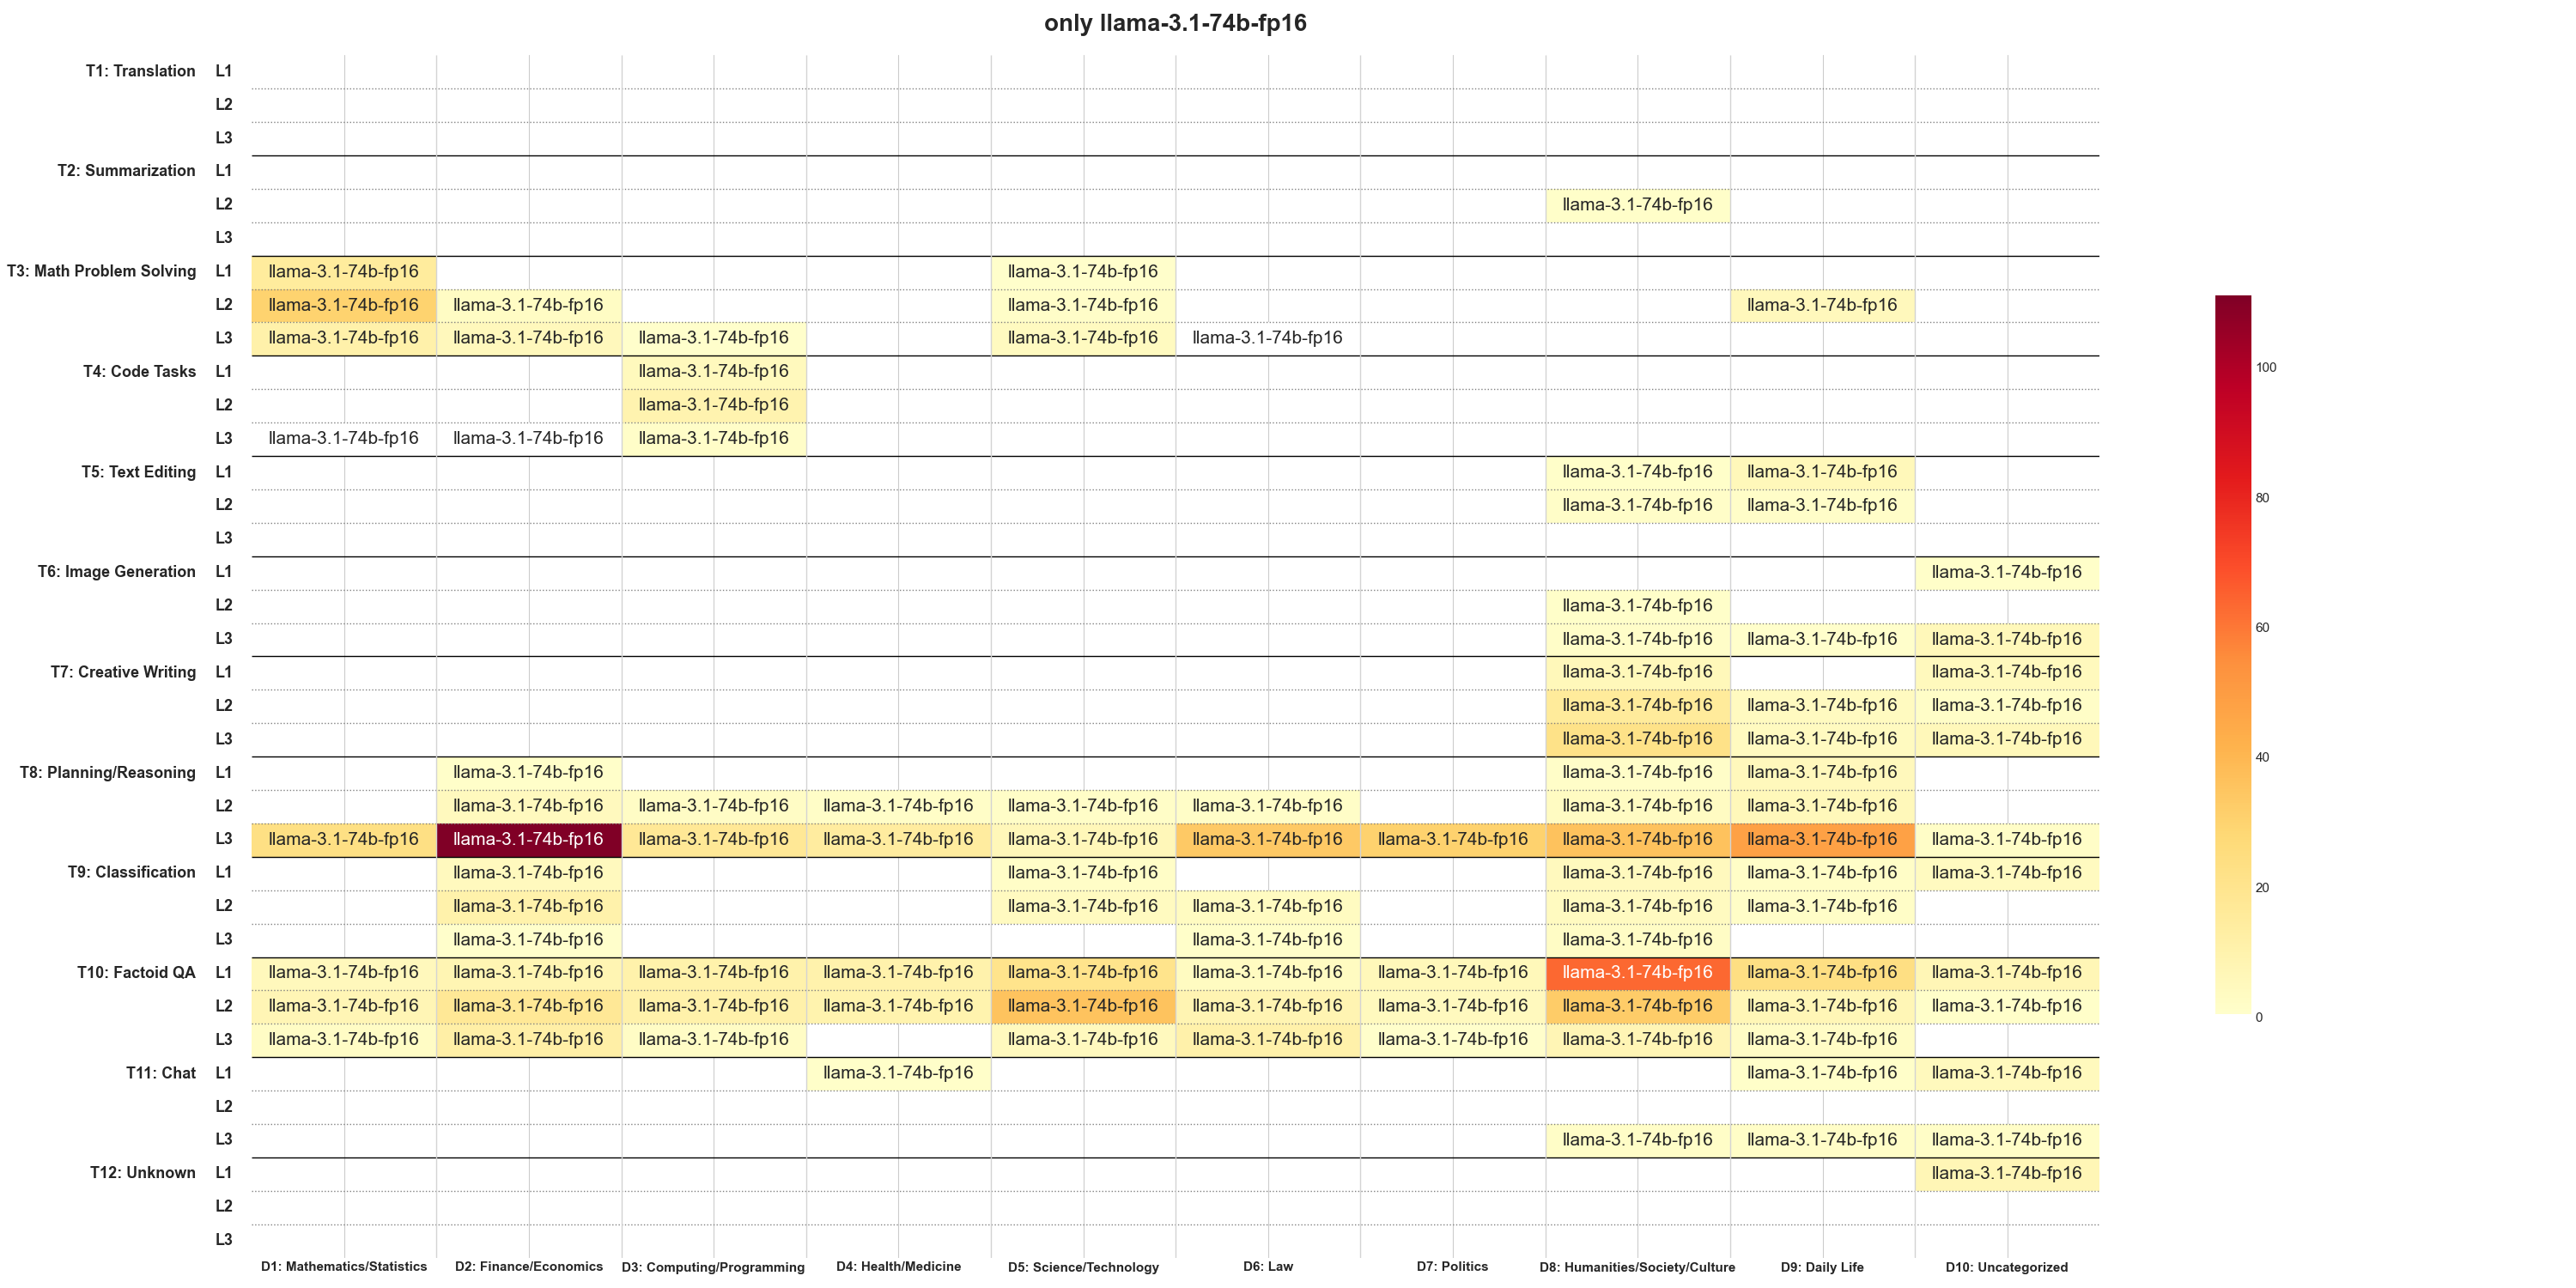 only llama-3.1-74b-fp16
T1: Translation L1
L2
L3
T2: Summarization L1
L2 llama-3.1-74b-fp16
L3
T3: Math Problem Solving L1 llama-3.1-74b-fp16 llama-3.1-74b-fp16
L2 llama-3.1-74b-fp16 llama-3.1-74b-fp16 llama-3.1-74b-fp16 llama-3.1-74b-fp16
L3 llama-3.1-74b-fp16 llama-3.1-74b-fp16 llama-3.1-74b-fp16 llama-3.1-74b-fp16 llama-3.1-74b-fp16
T4: Code Tasks L1 llama-3.1-74b-fp16
100
L2 llama-3.1-74b-fp16
L3 llama-3.1-74b-fp16 llama-3.1-74b-fp16 llama-3.1-74b-fp16
T5: Text Editing L1 llama-3.1-74b-fp16 llama-3.1-74b-fp16
80
L2 llama-3.1-74b-fp16 llama-3.1-74b-fp16
L3
T6: Image Generation L1 llama-3.1-74b-fp16
L2 llama-3.1-74b-fp16
60
L3 llama-3.1-74b-fp16 llama-3.1-74b-fp16 llama-3.1-74b-fp16
T7: Creative Writing L1 llama-3.1-74b-fp16 llama-3.1-74b-fp16
L2 llama-3.1-74b-fp16 llama-3.1-74b-fp16 llama-3.1-74b-fp16
L3 llama-3.1-74b-fp16 llama-3.1-74b-fp16 llama-3.1-74b-fp16
40
T8: Planning/Reasoning L1 llama-3.1-74b-fp16 llama-3.1-74b-fp16 llama-3.1-74b-fp16
L2 llama-3.1-74b-fp16 llama-3.1-74b-fp16 llama-3.1-74b-fp16 llama-3.1-74b-fp16 llama-3.1-74b-fp16 llama-3.1-74b-fp16 llama-3.1-74b-fp16
L3 llama-3.1-74b-fp16 llama-3.1-74b-fp16 llama-3.1-74b-fp16 llama-3.1-74b-fp16 llama-3.1-74b-fp16 llama-3.1-74b-fp16 llama-3.1-74b-fp16 llama-3.1-74b-fp16 llama-3.1-74b-fp16 llama-3.1-74b-fp16
T9: Classification L1 llama-3.1-74b-fp16 llama-3.1-74b-fp16 llama-3.1-74b-fp16 llama-3.1-74b-fp16 llama-3.1-74b-fp16
20
L2 llama-3.1-74b-fp16 llama-3.1-74b-fp16 llama-3.1-74b-fp16 llama-3.1-74b-fp16 llama-3.1-74b-fp16
L3 llama-3.1-74b-fp16 llama-3.1-74b-fp16 llama-3.1-74b-fp16
T10: Factoid QA L1 llama-3.1-74b-fp16 llama-3.1-74b-fp16 llama-3.1-74b-fp16 llama-3.1-74b-fp16 llama-3.1-74b-fp16 llama-3.1-74b-fp16 llama-3.1-74b-fp16 llama-3.1-74b-fp16 llama-3.1-74b-fp16 llama-3.1-74b-fp16
L2 llama-3.1-74b-fp16 llama-3.1-74b-fp16 llama-3.1-74b-fp16 llama-3.1-74b-fp16 llama-3.1-74b-fp16 llama-3.1-74b-fp16 llama-3.1-74b-fp16 llama-3.1-74b-fp16 llama-3.1-74b-fp16 llama-3.1-74b-fp16
0
L3 llama-3.1-74b-fp16 llama-3.1-74b-fp16 llama-3.1-74b-fp16 llama-3.1-74b-fp16 llama-3.1-74b-fp16 llama-3.1-74b-fp16 llama-3.1-74b-fp16 llama-3.1-74b-fp16
T11: Chat L1 llama-3.1-74b-fp16 llama-3.1-74b-fp16 llama-3.1-74b-fp16
L2
L3 llama-3.1-74b-fp16 llama-3.1-74b-fp16 llama-3.1-74b-fp16
T12: Unknown L1 llama-3.1-74b-fp16
L2
L3
D1: Mathematics/Statistics D2: Finance/Economics D3: Computing/Programming D4: Health/Medicine D5: Science/Technology D6: Law D7: Politics D8: Humanities/Society/Culture D9: Daily Life D10: Uncategorized